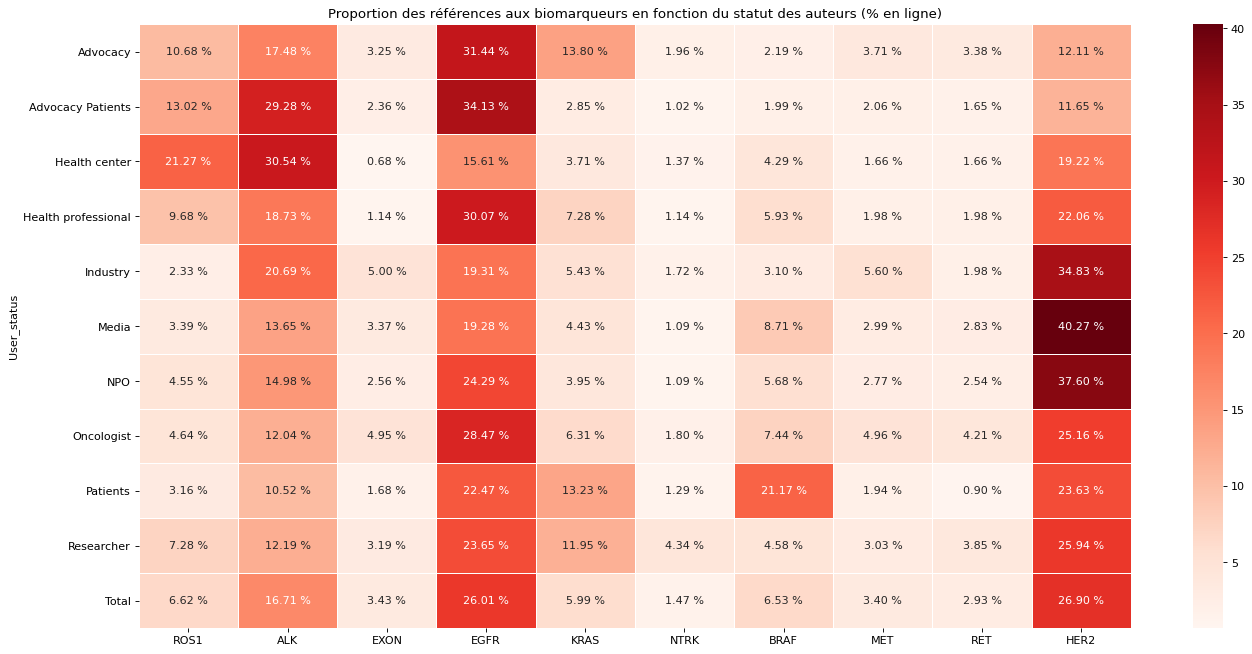 Proportion des références aux biomarqueurs en fonction du statut des auteurs (% en ligne)
User_status
Advocacy 10.68 % 17.48 % 3.25 % 31.44 % 13.80 % 1.96 % 2.19 % 3.71 % 3.38 % 12.11 %
Advocacy Patients 13.02 % 29.28 % 2.36 % 34.13 % 2.85 % 1.02 % 1.99 % 2.06 % 1.65 % 11.65 %
Health center 21.27 % 30.54 % 0.68 % 15.61 % 3.71 % 1.37 % 4.29 % 1.66 % 1.66 % 19.22 %
Health professional 9.68 % 18.73 % 1.14 % 30.07 % 7.28 % 1.14 % 5.93 % 1.98 % 1.98 % 22.06 %
Industry 2.33 % 20.69 % 5.00 % 19.31 % 5.43 % 1.72 % 3.10 % 5.60 % 1.98 % 34.83 %
Media 3.39 % 13.65 % 3.37 % 19.28 % 4.43 % 1.09 % 8.71 % 2.99 % 2.83 % 40.27 %
NPO 4.55 % 14.98 % 2.56 % 24.29 % 3.95 % 1.09 % 5.68 % 2.77 % 2.54 % 37.60 %
Oncologist 4.64 % 12.04 % 4.95 % 28.47 % 6.31 % 1.80 % 7.44 % 4.96 % 4.21 % 25.16 %
Patients 3.16 % 10.52 % 1.68 % 22.47 % 13.23 % 1.29 % 21.17 % 1.94 % 0.90 % 23.63 %
Researcher 7.28 % 12.19 % 3.19 % 23.65 % 11.95 % 4.34 % 4.58 % 3.03 % 3.85 % 25.94 %
Total 6.62 % 16.71 % 3.43 % 26.01 % 5.99 % 1.47 % 6.53 % 3.40 % 2.93 % 26.90 %
ROS1 ALK EXON EGFR KRAS NTRK BRAF MET RET HER2
40
35
30
25
20
15
10
5